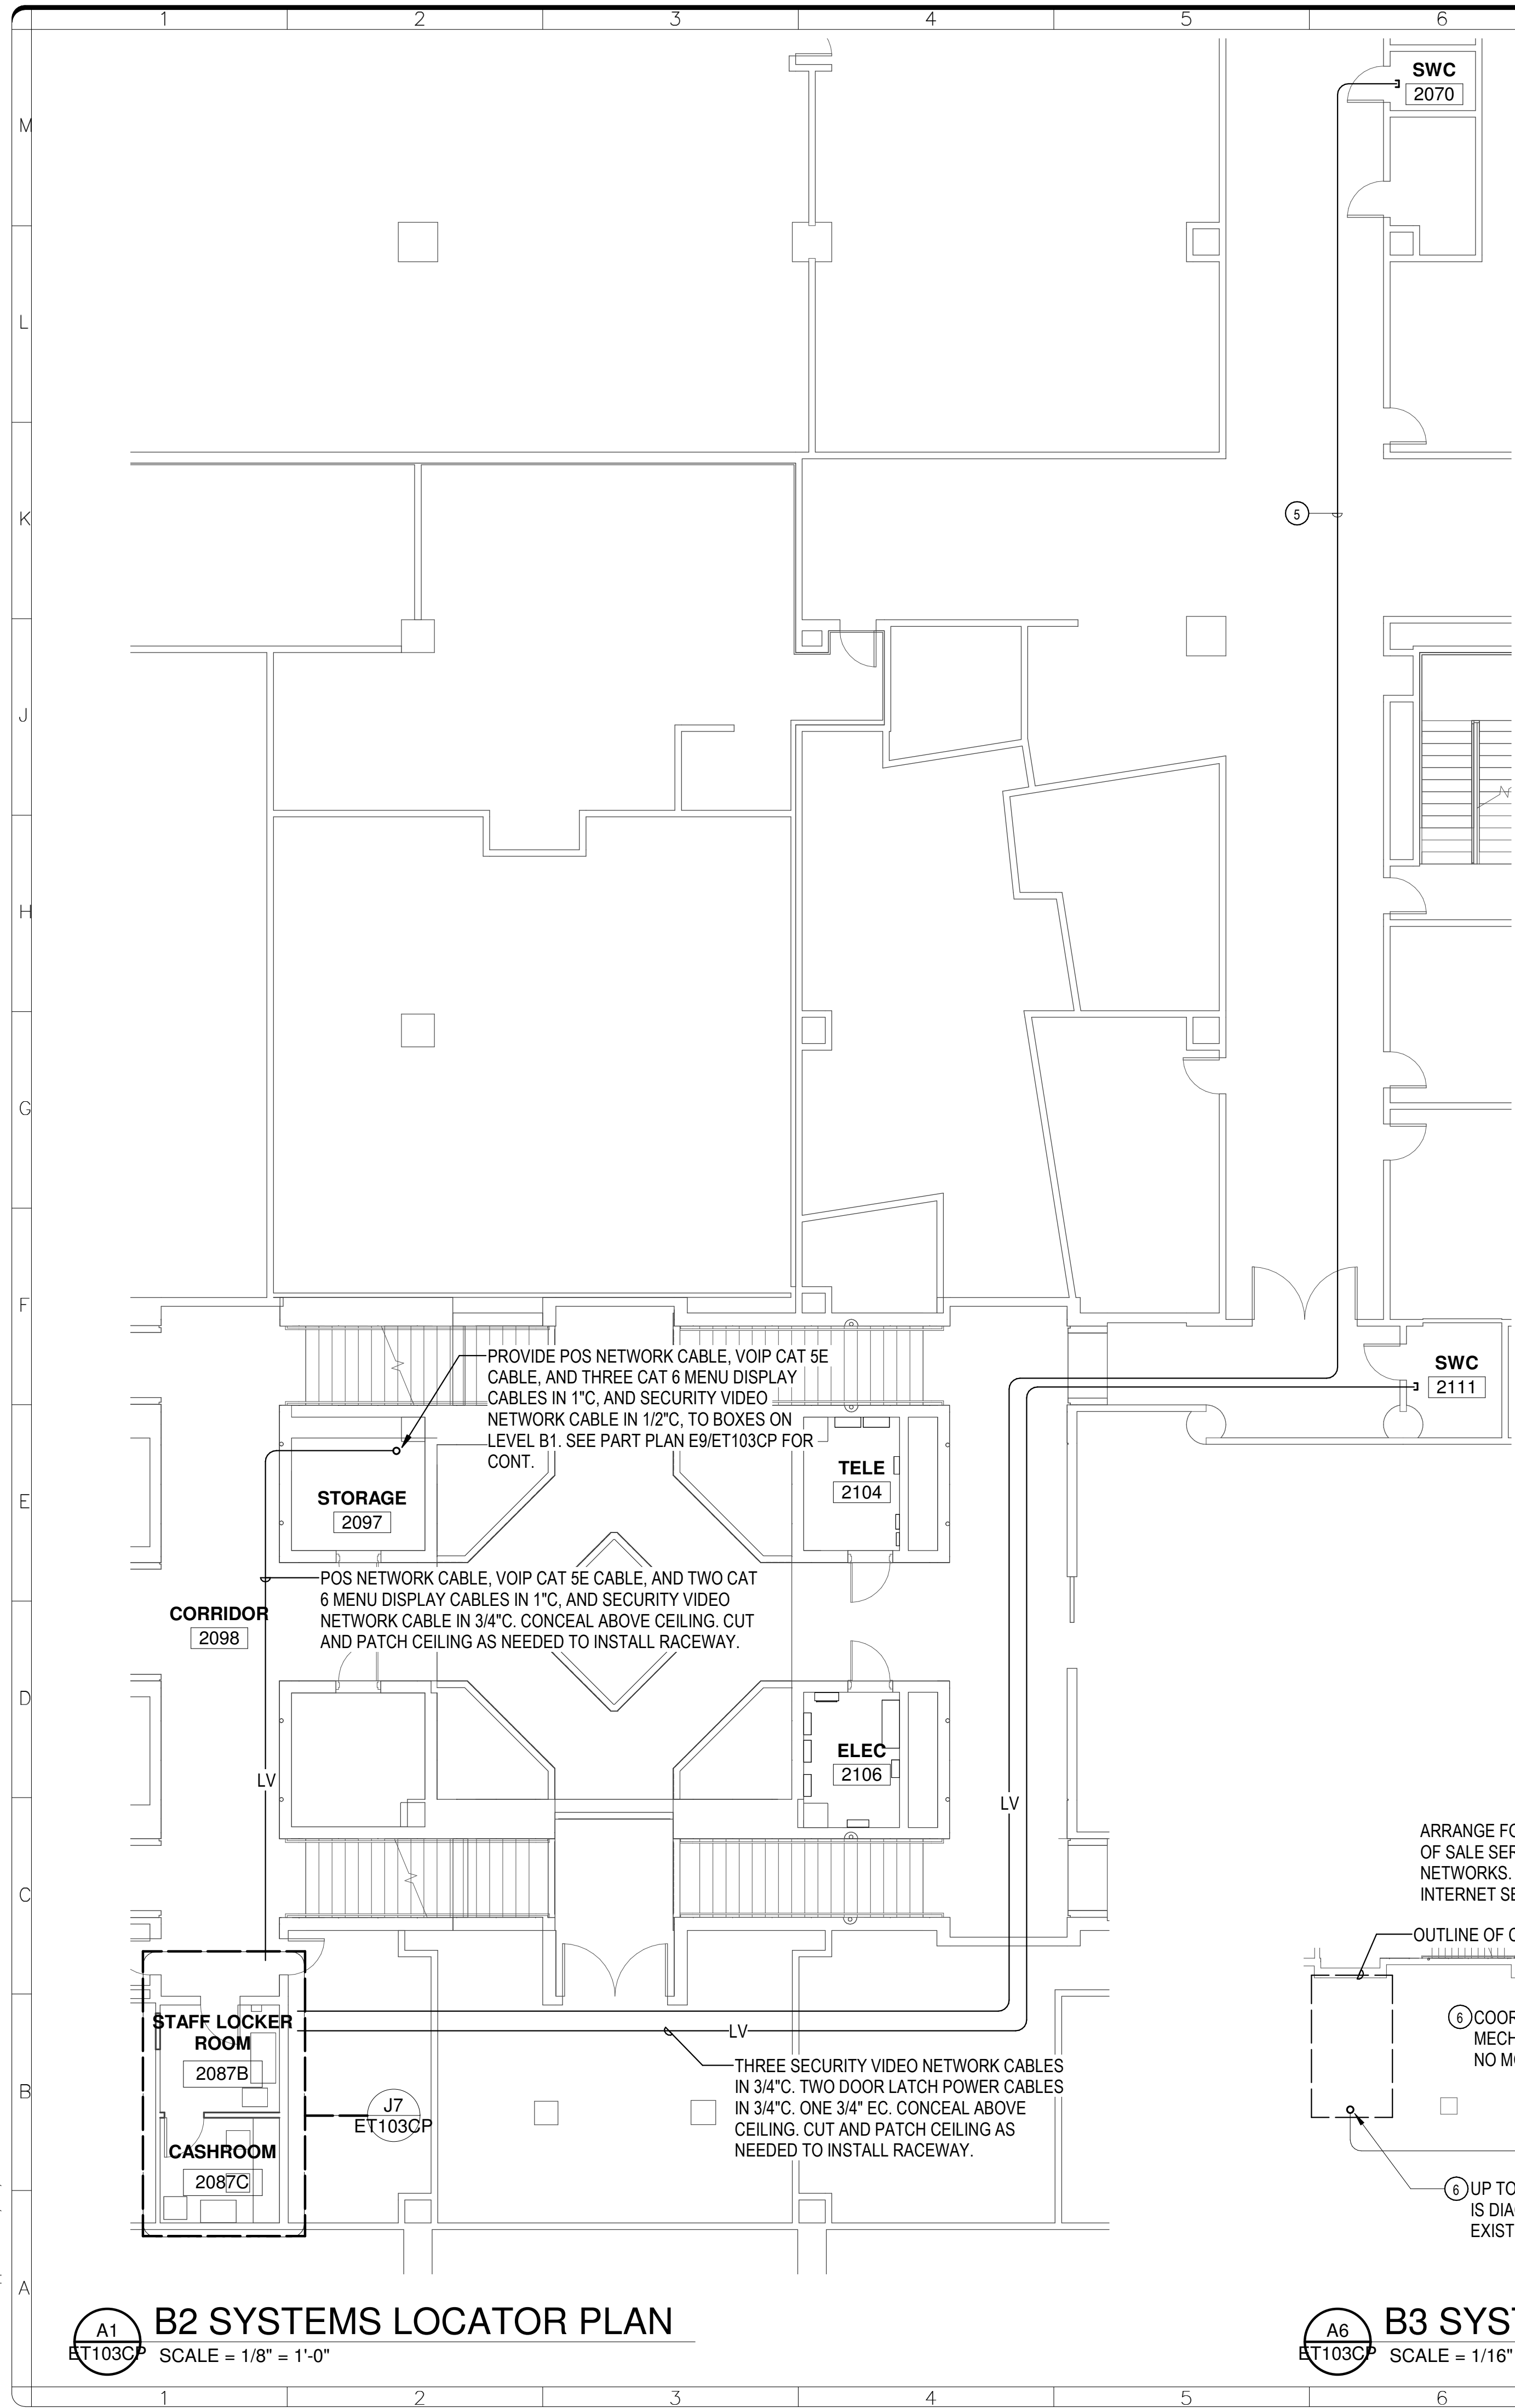 1 2 3 4 5 6
M
L
K
J
H
G
F
E
D
C
B
A
SWC
2070
5
SWC
2111
PROVIDE POS NETWORK CABLE, VOIP CAT 5E
CABLE, AND THREE CAT 6 MENU DISPLAY
CABLES IN 1"C, AND SECURITY VIDEO
NETWORK CABLE IN 1/2"C, TO BOXES ON
LEVEL B1. SEE PART PLAN E9/ET103CP FOR
CONT.
TELE
2104
STORAGE
2097
POS NETWORK CABLE, VOIP CAT 5E CABLE, AND TWO CAT
6 MENU DISPLAY CABLES IN 1"C, AND SECURITY VIDEO
NETWORK CABLE IN 3/4"C. CONCEAL ABOVE CEILING. CUT
AND PATCH CEILING AS NEEDED TO INSTALL RACEWAY.
CORRIDOR
2098
ELEC
2106
LV
LV
ARRANGE FO
OF SALE SER
NETWORKS.
INTERNET SE
OUTLINE OF C
6 COOR
MECH
NO MO
STAFF LOCKER
ROOM
2087B
LV
THREE SECURITY VIDEO NETWORK CABLES
IN 3/4"C. TWO DOOR LATCH POWER CABLES
IN 3/4"C. ONE 3/4" EC. CONCEAL ABOVE
CEILING. CUT AND PATCH CEILING AS
NEEDED TO INSTALL RACEWAY.
J7
ET103CP
CASHROOM
2087C
6 UP TO
IS DIA
EXIST
A1
ET103CP
B2 SYSTEMS LOCATOR PLAN
SCALE = 1/8" = 1'-0"
A6
ET103CP
B3 SYST
SCALE = 1/16"
1 2 3 4 5 6